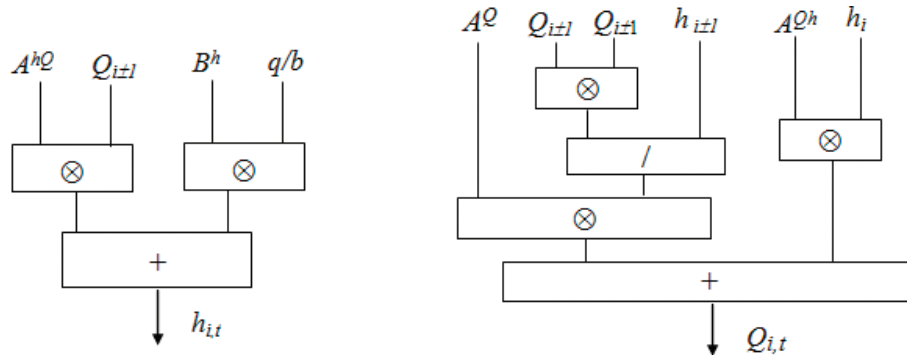 A^Q Q_{i±1} Q_{i±1} h_{i±1} A^{Qh} h_i
A^{hQ} Q_{i±1} B^h q/b
⊗
⊗ ⊗ / ⊗
⊗
+ +
h_{i,t} Q_{i,t}